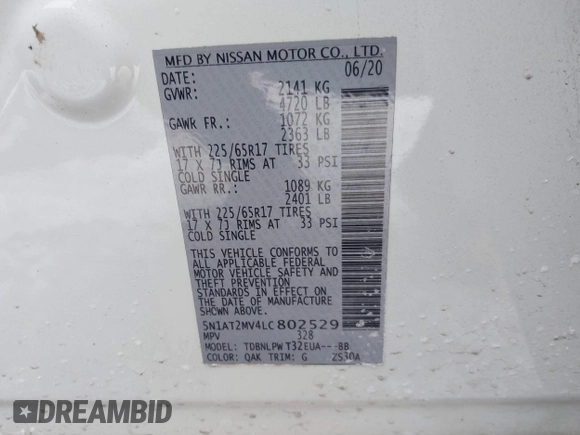 MFD BY NISSAN MOTOR CO., LTD.
DATE: 06/20
GVWR: 2141 KG
4720 LB
GAWR FR.: 1072 KG
2363 LB
WITH 225/65R17 TIRES
17 X 7J RIMS AT 33 PSI
COLD SINGLE
GAWR RR.: 1089 KG
2401 LB
WITH 225/65R17 TIRES
17 X 7J RIMS AT 33 PSI
COLD SINGLE
THIS VEHICLE CONFORMS TO
ALL APPLICABLE FEDERAL
MOTOR VEHICLE SAFETY AND
THEFT PREVENTION
STANDARDS IN EFFECT ON
THE DATE OF MANUFACTURE
SHOWN ABOVE.
5N1AT2MV4LC802529
MPV 328
MODEL: TDBNLPW T32EUA---BB
COLOR: QAK TRIM: G 2530A
DREAMBID